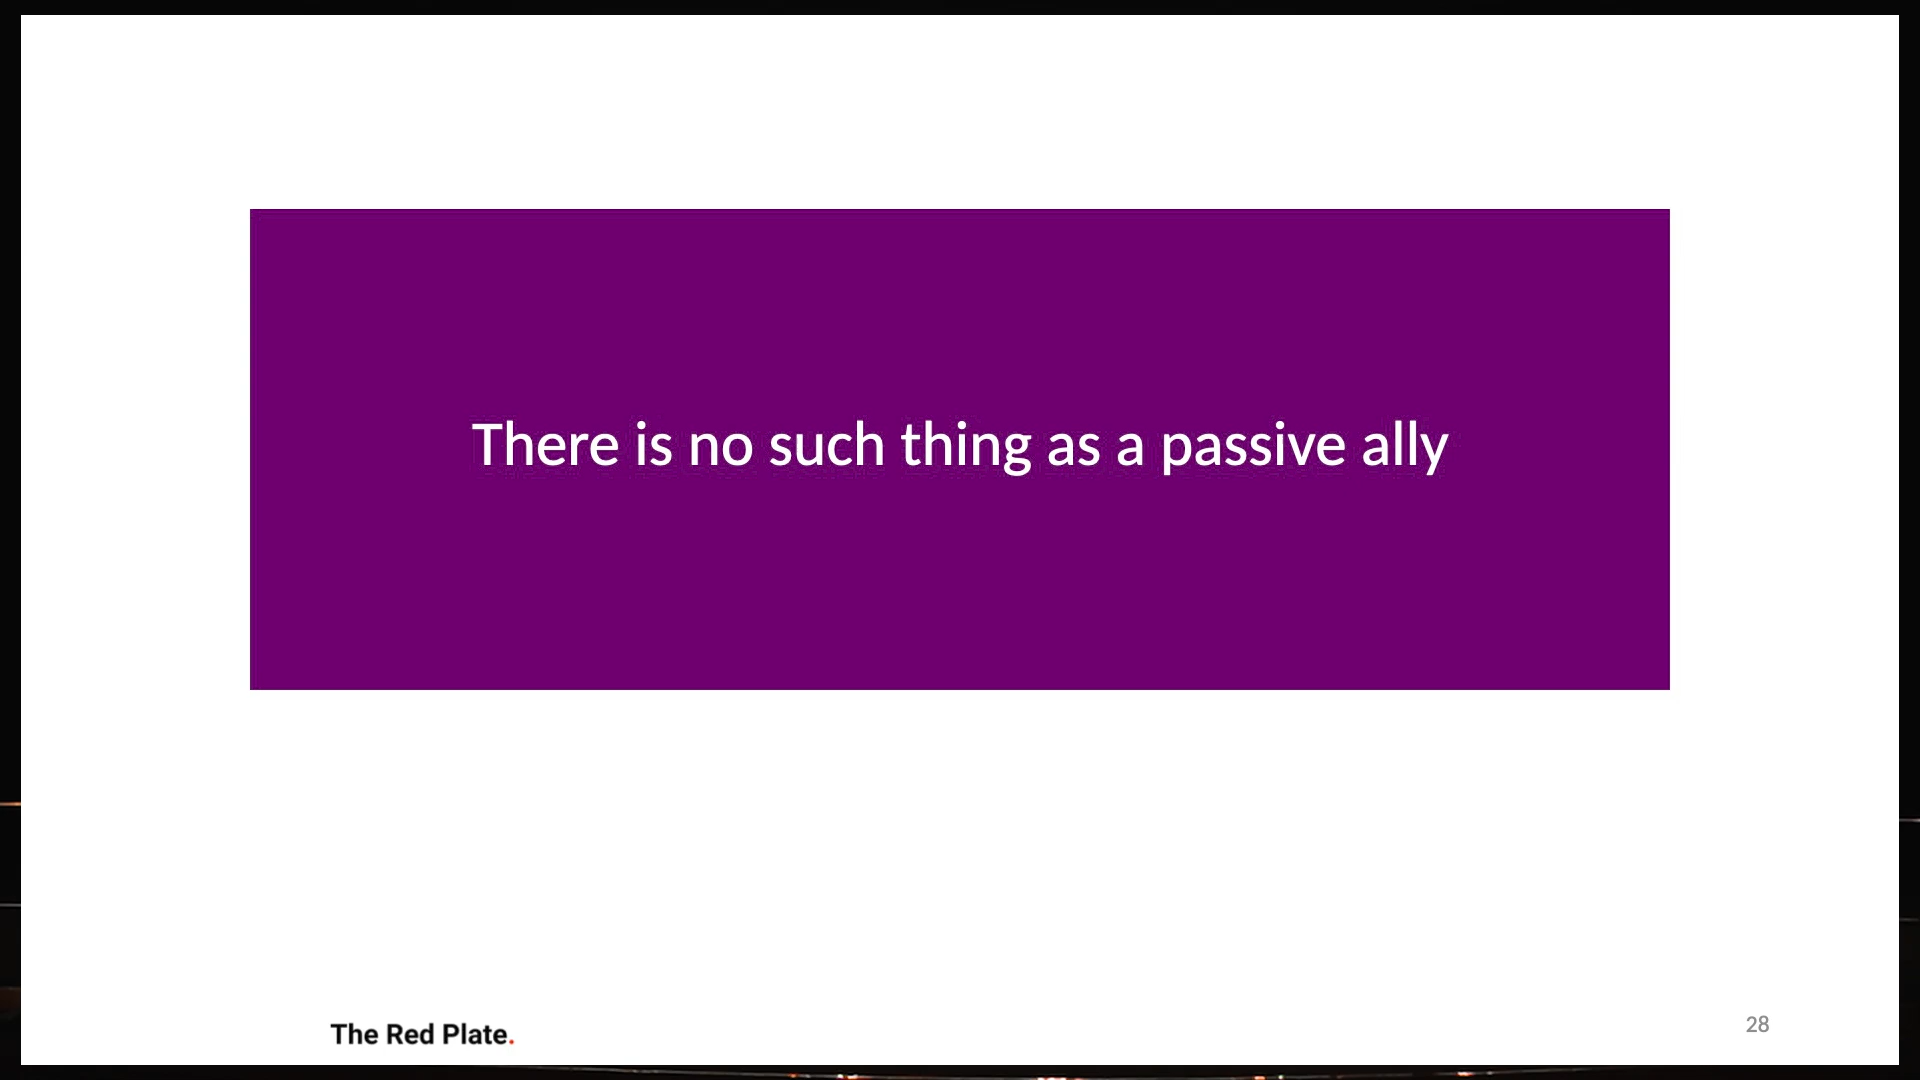 There is no such thing as a passive ally
The Red Plate.
28